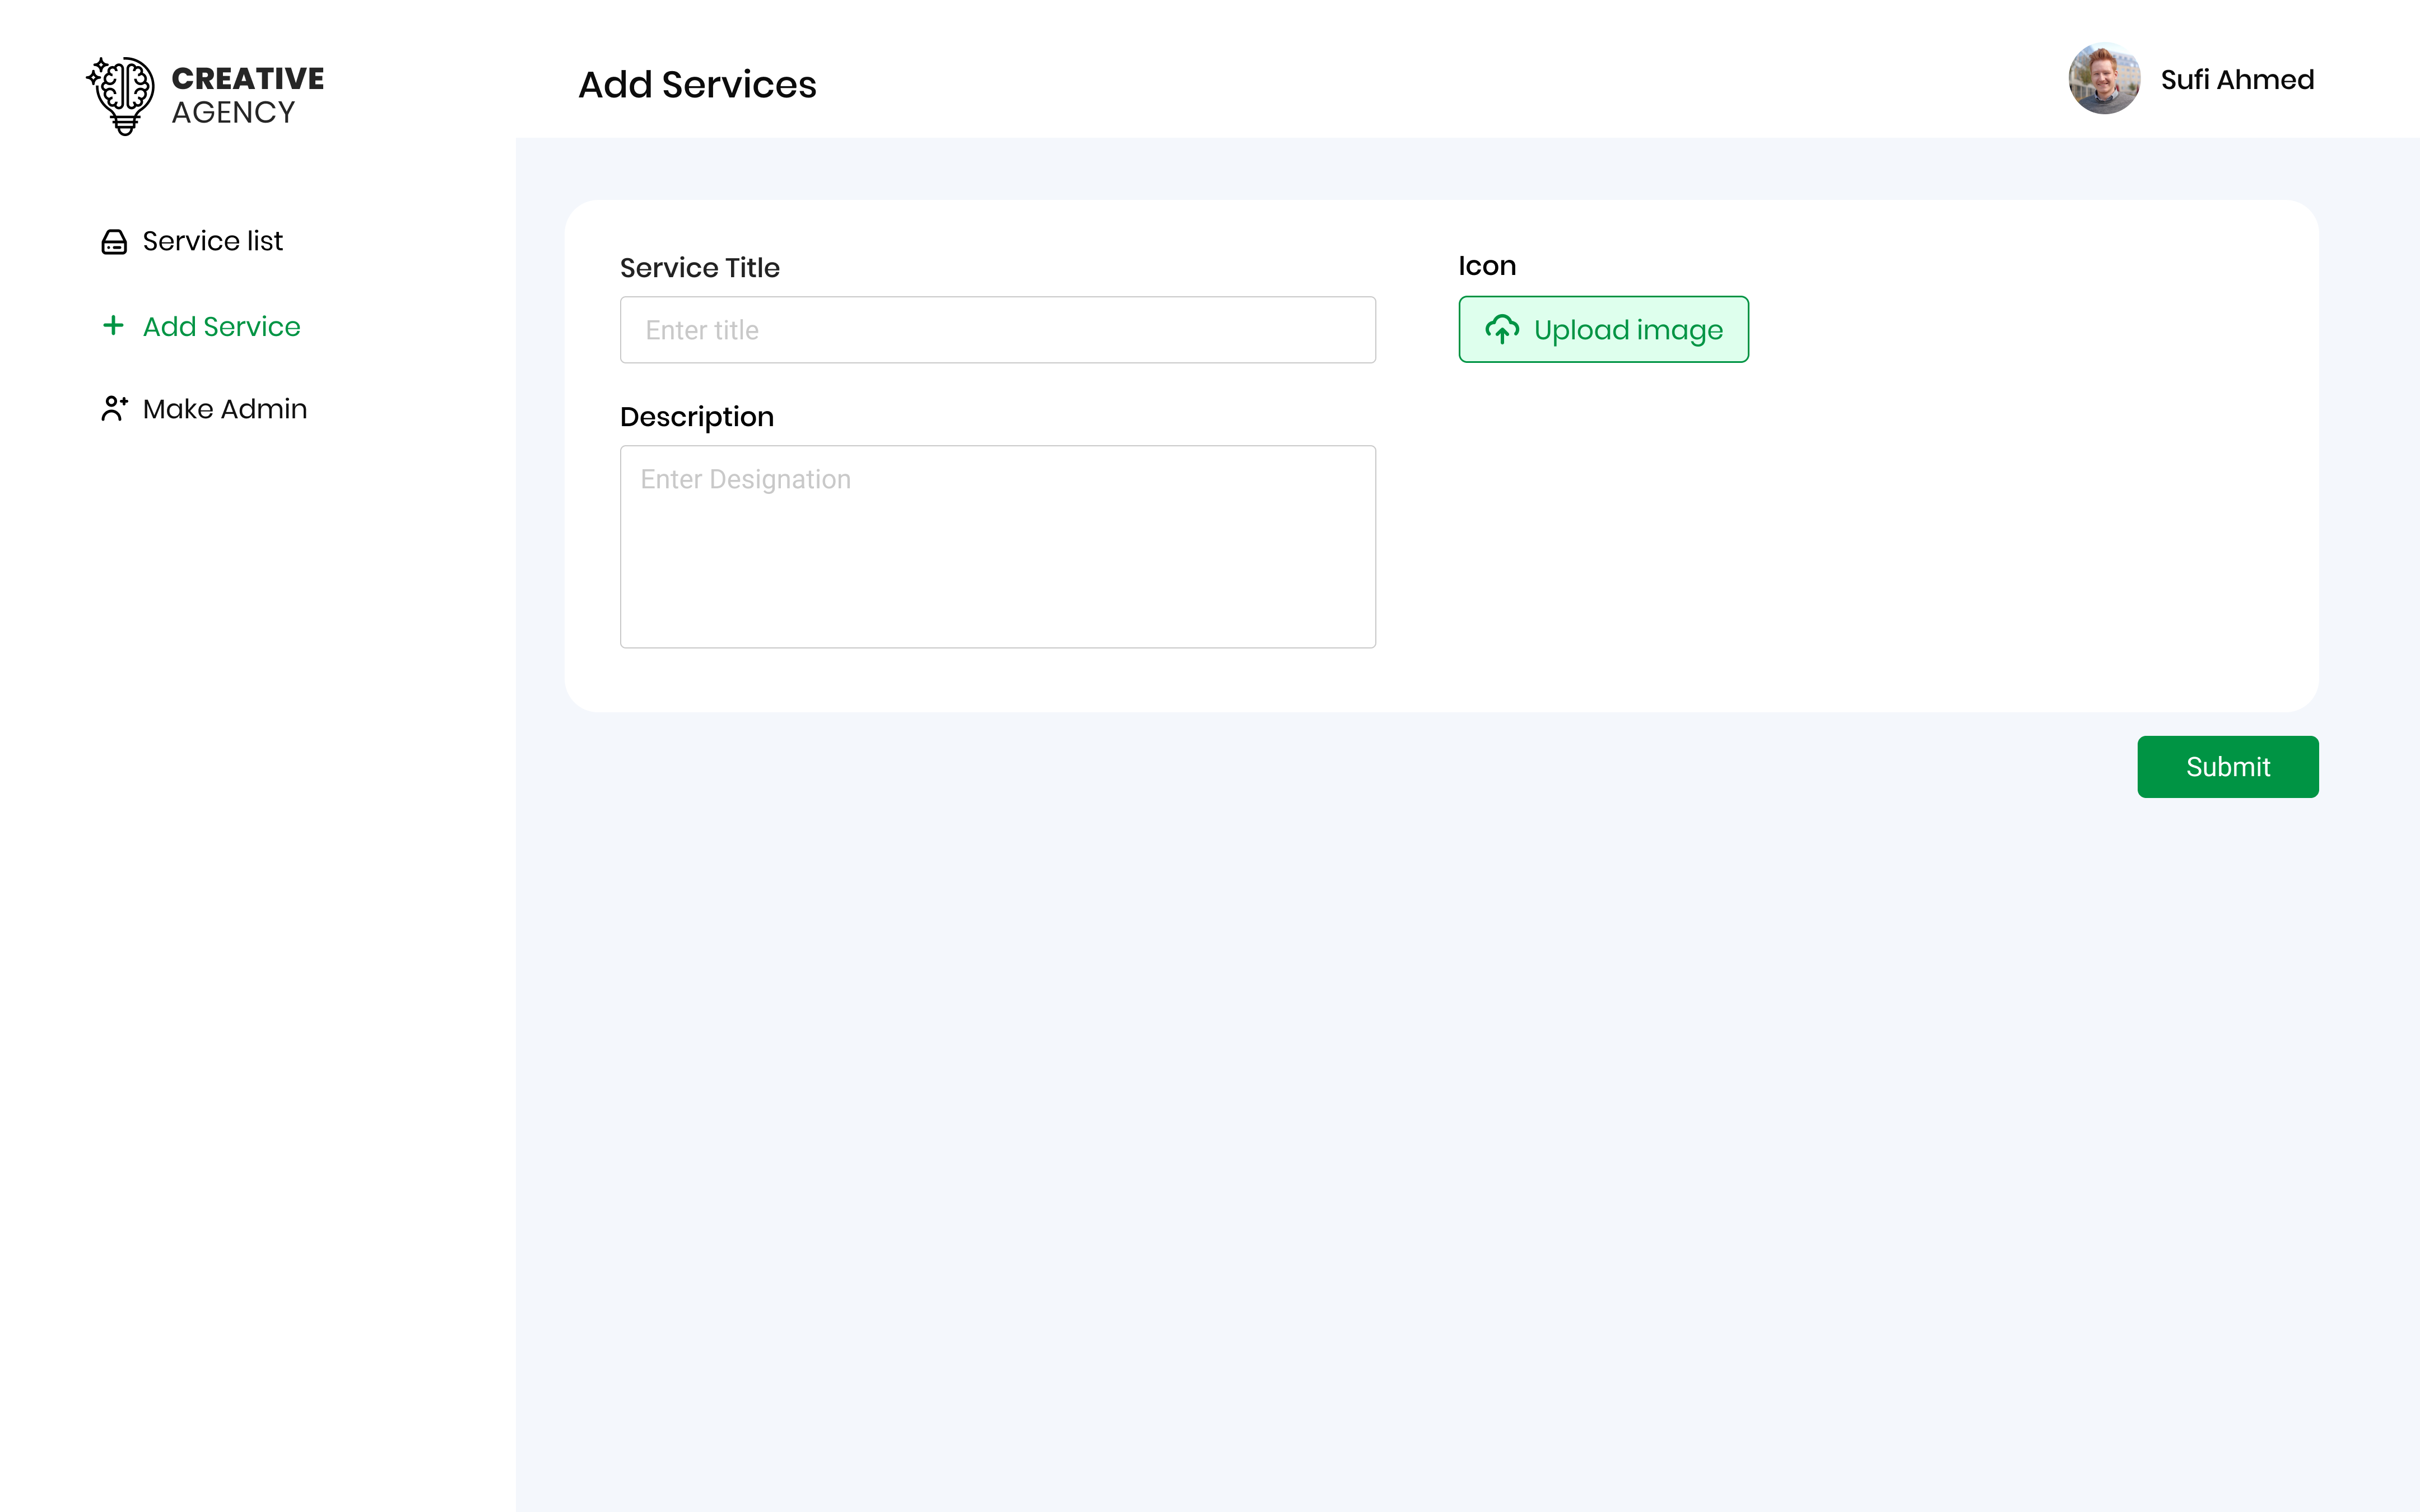 CREATIVE
AGENCY
Add Services
Sufi Ahmed
Service list
Add Service
Make Admin
Service Title
Enter title
Icon
Upload image
Description
Enter Designation
Submit